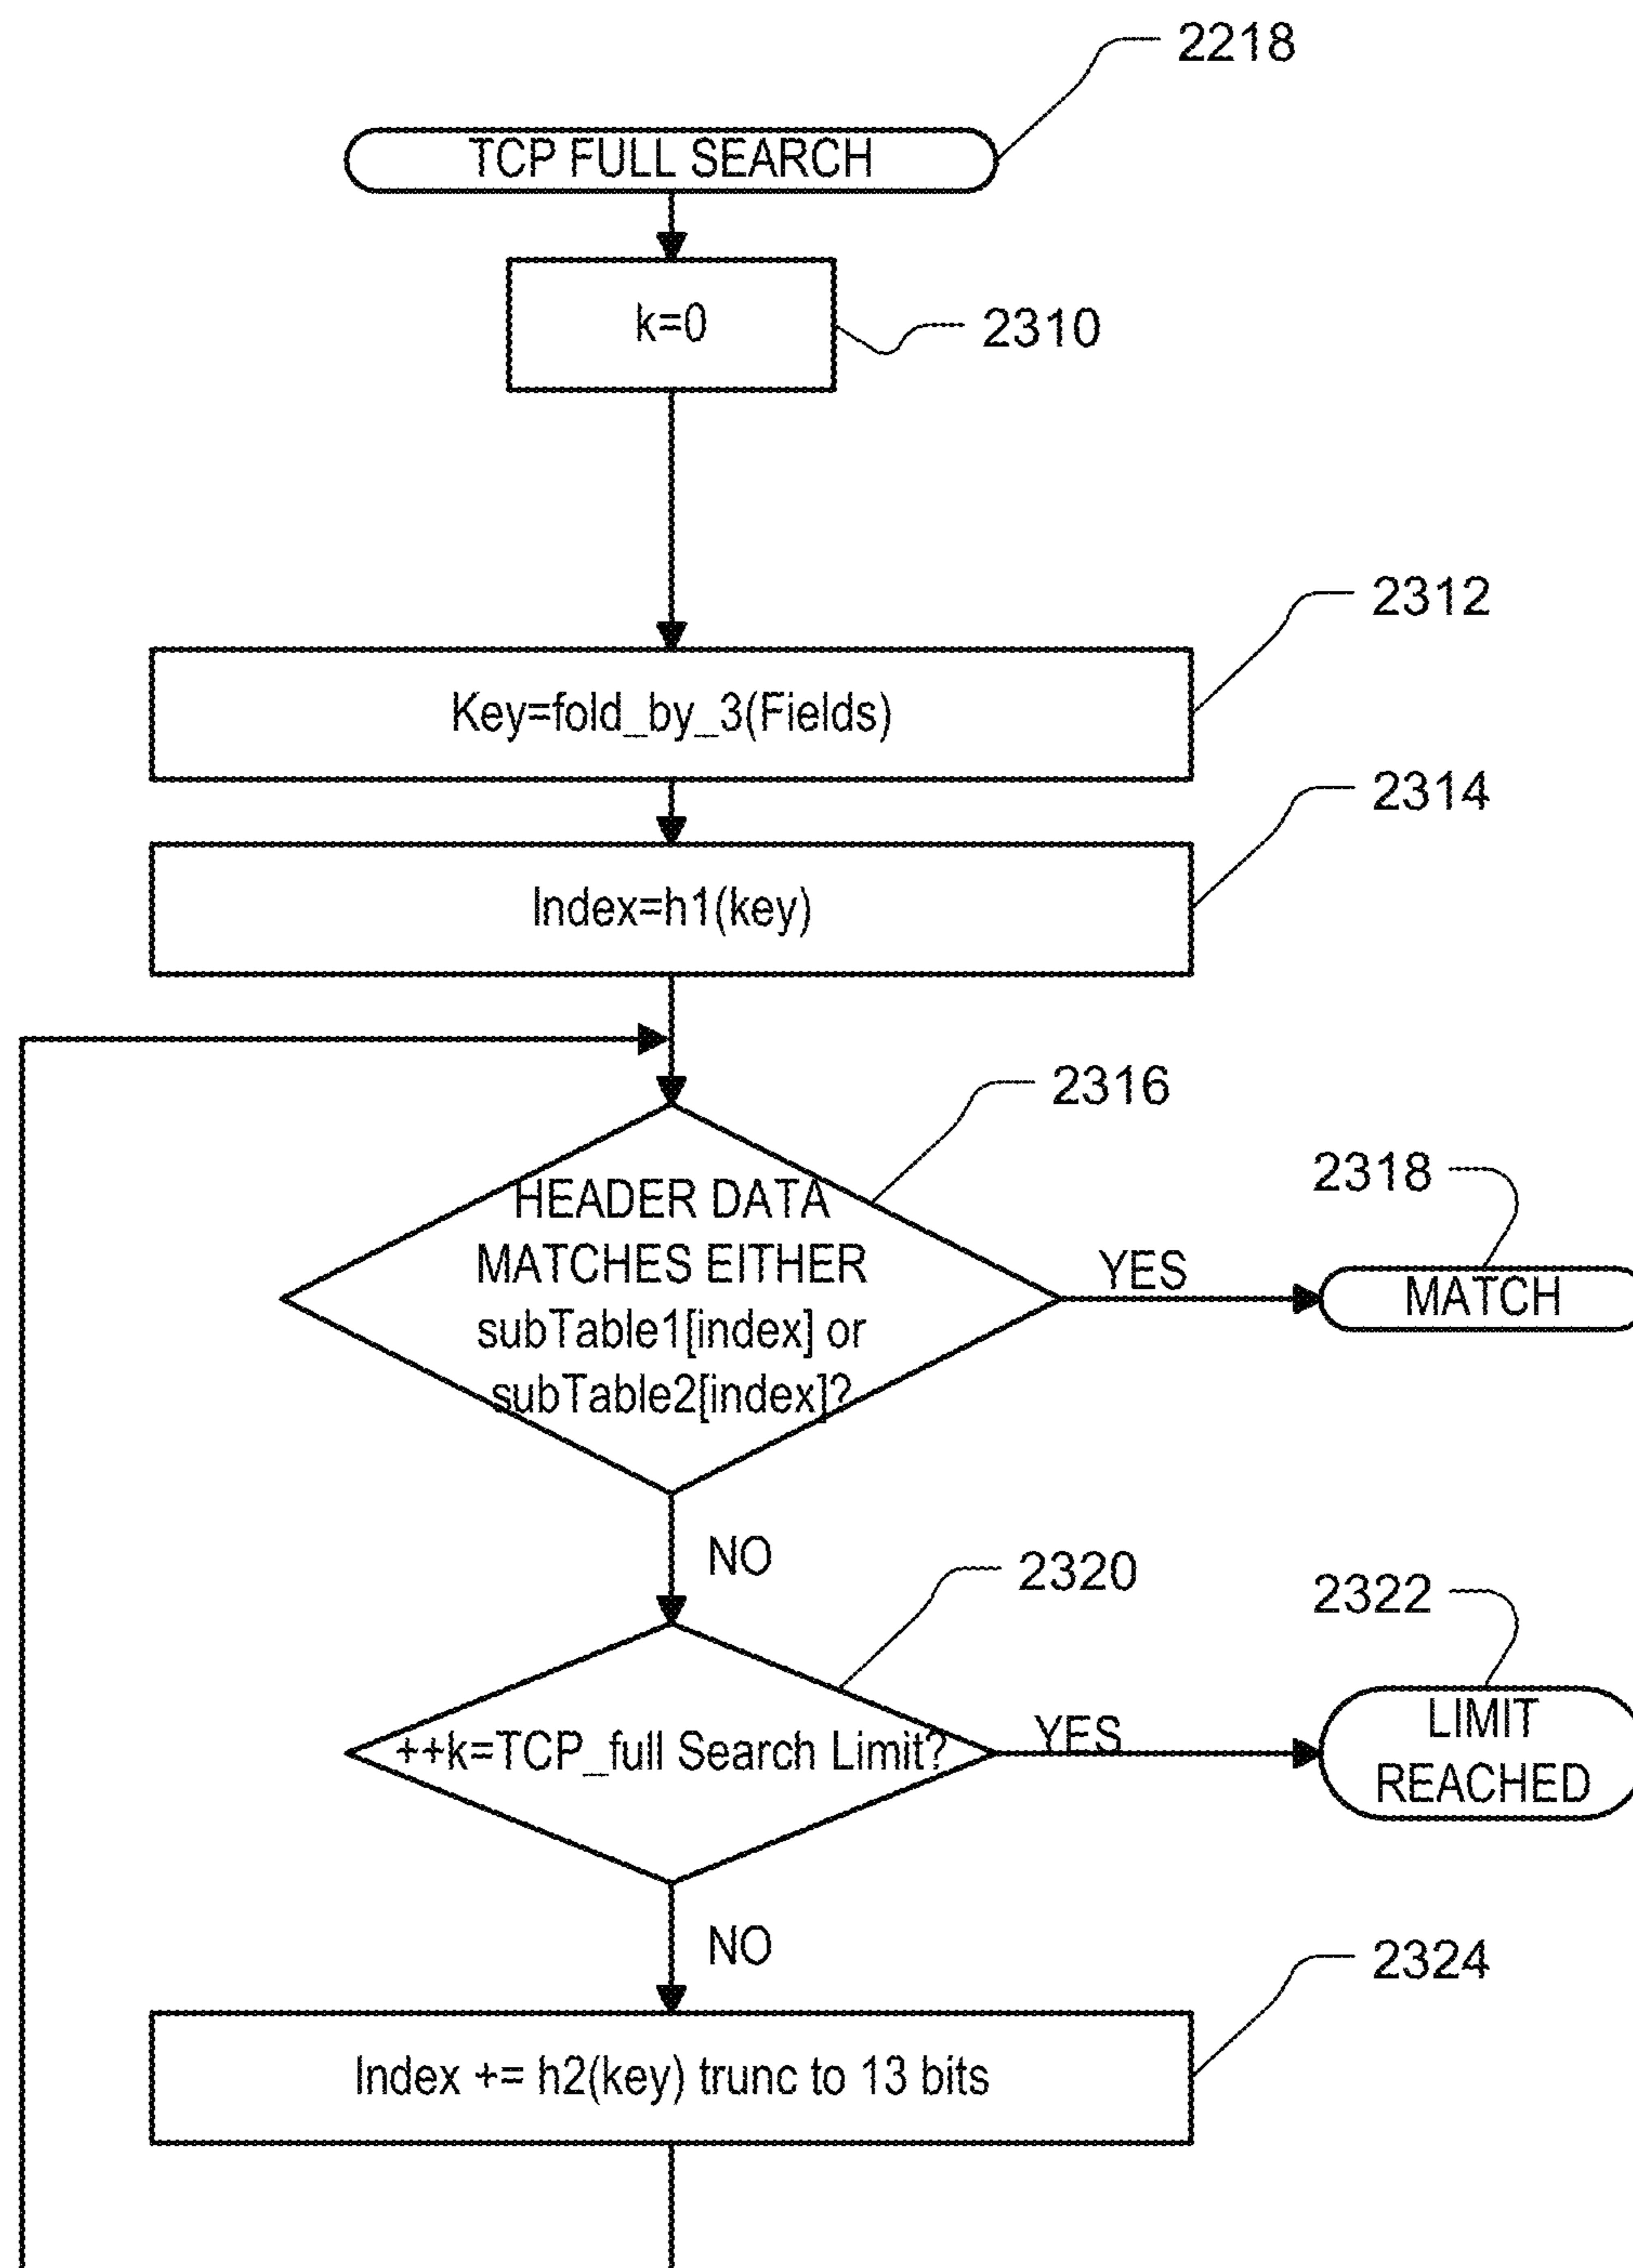 2218
TCP FULL SEARCH
k=0
2310
2312
Key=fold_by_3(Fields)
2314
Index=h1(key)
2316
HEADER DATA
MATCHES EITHER
subTable1[index] or
subTable2[index]?
YES
2318
MATCH
NO
2320
++k=TCP_full Search Limit?
YES
2322
LIMIT
REACHED
NO
2324
Index += h2(key) trunc to 13 bits